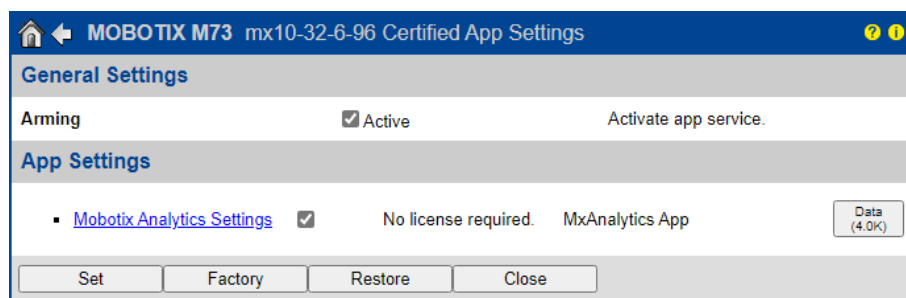 MOBOTIX M73 mx10-32-6-96 Certified App Settings ? i
General Settings
Arming Active Activate app service.
App Settings
Mobotix Analytics Settings No license required. MxAnalytics App Data
(4.0K)
Set Factory Restore Close